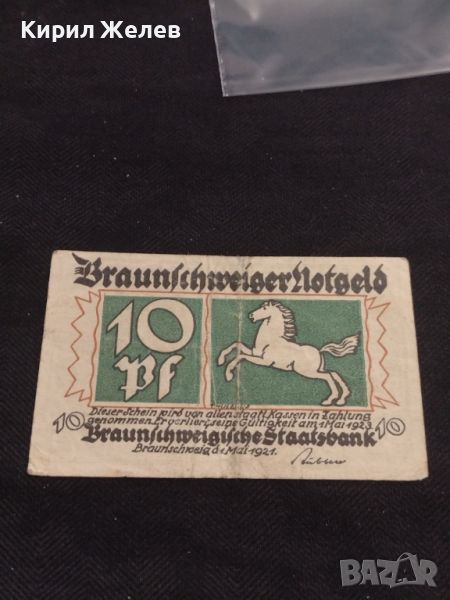 Кирил Желев
Braunschweiger Notgeld
10
Pf
Dieser Schein wird von allen staatl. Kassen in Zahlung
10 genommen. Er verliert seine Gültigkeit am 1. Mai 1923. 10
Braunschweigische Staatsbank
Braunschweig d. 1. Mai 1921.
BAZAR